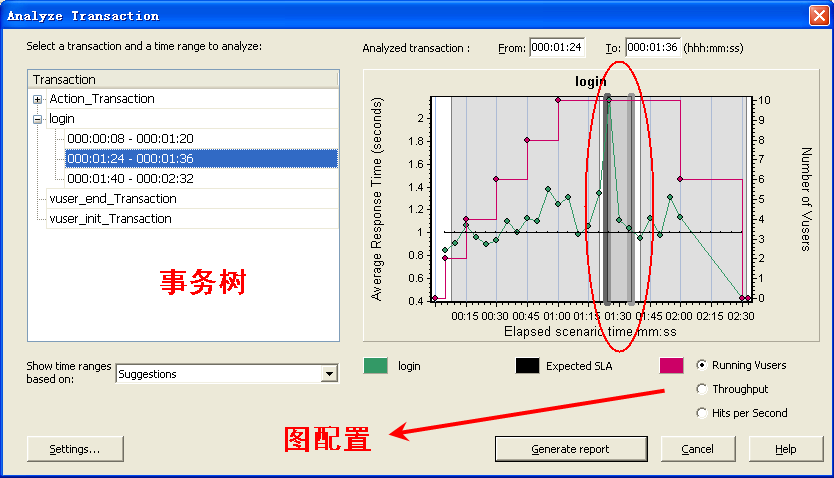 Analyze Transaction
Select a transaction and a time range to analyze:
Analyzed transaction :
From: 000:01:24 To: 000:01:36 (hhh:mm:ss)
Transaction
Action_Transaction
login
000:00:08 - 000:01:20
000:01:24 - 000:01:36
000:01:40 - 000:02:32
vuser_end_Transaction
vuser_init_Transaction
事务树
Show time ranges
based on:
Suggestions
login
Average Response Time (seconds)
2.2
2
1.8
1.6
1.4
1.2
1
0.8
0.6
0.4
10
9
8
7
6
5
4
3
2
1
0
Number of Vusers
00:15 00:30 00:45 01:00 01:15 01:30 01:45 02:00 02:15 02:30
Elapsed scenario time mm:ss
login
Expected SLA
Running Vusers
Throughput
Hits per Second
图配置
Settings...
Generate report
Cancel
Help